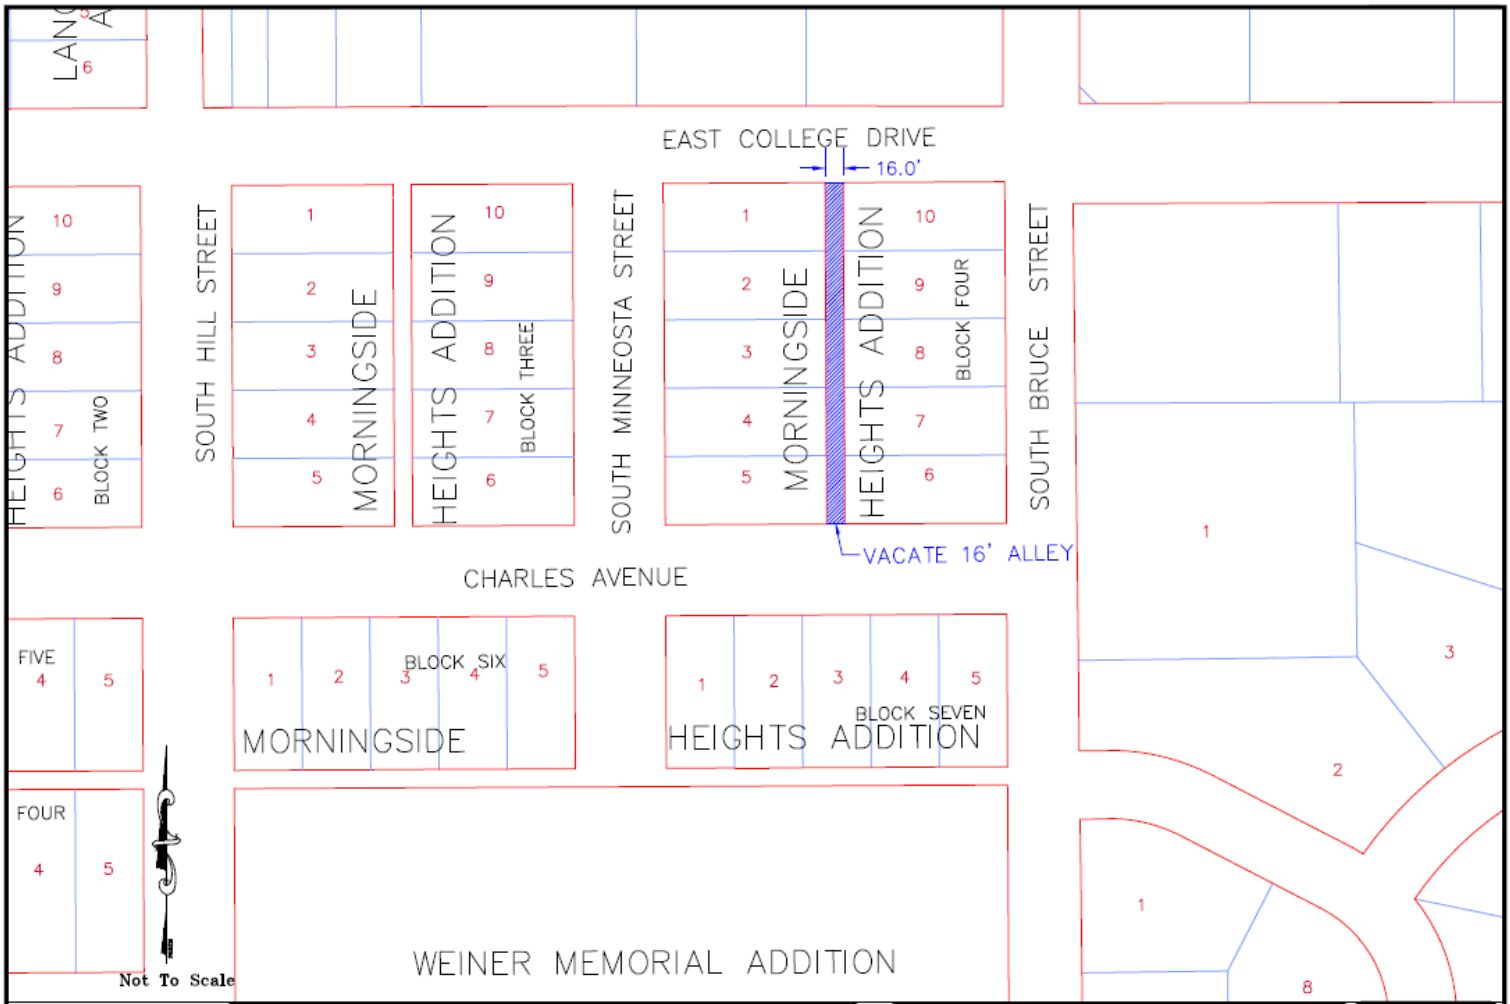 LANG
A
5
6
EAST COLLEGE DRIVE
16.0'
10
9
8
7
6
HEIGHTS ADDITION
BLOCK TWO
SOUTH HILL STREET
1
2
3
4
5
MORNINGSIDE
HEIGHTS ADDITION
10
9
8
7
6
BLOCK THREE
SOUTH MINNEOSTA STREET
1
2
3
4
5
MORNINGSIDE
HEIGHTS ADDITION
10
9
8
7
6
BLOCK FOUR
SOUTH BRUCE STREET
VACATE 16' ALLEY
CHARLES AVENUE
1
3
2
FIVE
4
5
BLOCK SIX
1
2
3
4
5
MORNINGSIDE
1
2
3
4
5
BLOCK SEVEN
HEIGHTS ADDITION
FOUR
4
5
1
8
WEINER MEMORIAL ADDITION
Not To Scale